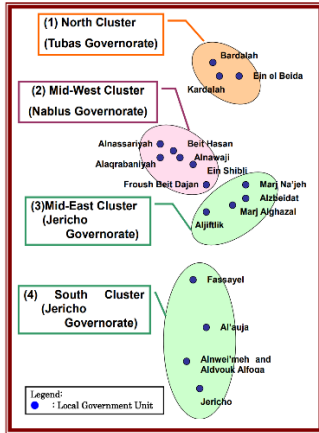 (1) North Cluster
(Tubas Governorate)
Bardalah
Ein el Beida
Kardalah
(2) Mid-West Cluster
(Nablus Governorate)
Alnassariyah
Beit Hasan
Alaqrabaniyah
Alnawaji
Ein Shibli
Froush Beit Dajan
Marj Na'jeh
(3)Mid-East Cluster
(Jericho
Governorate)
Alzbeidat
Marj Alghazal
Aljiftlik
(4) South Cluster
(Jericho
Governorate)
Fassayel
Al'auja
Alnwei'meh and
Aldyouk Alfoqa
Jericho
Legend:
: Local Government Unit